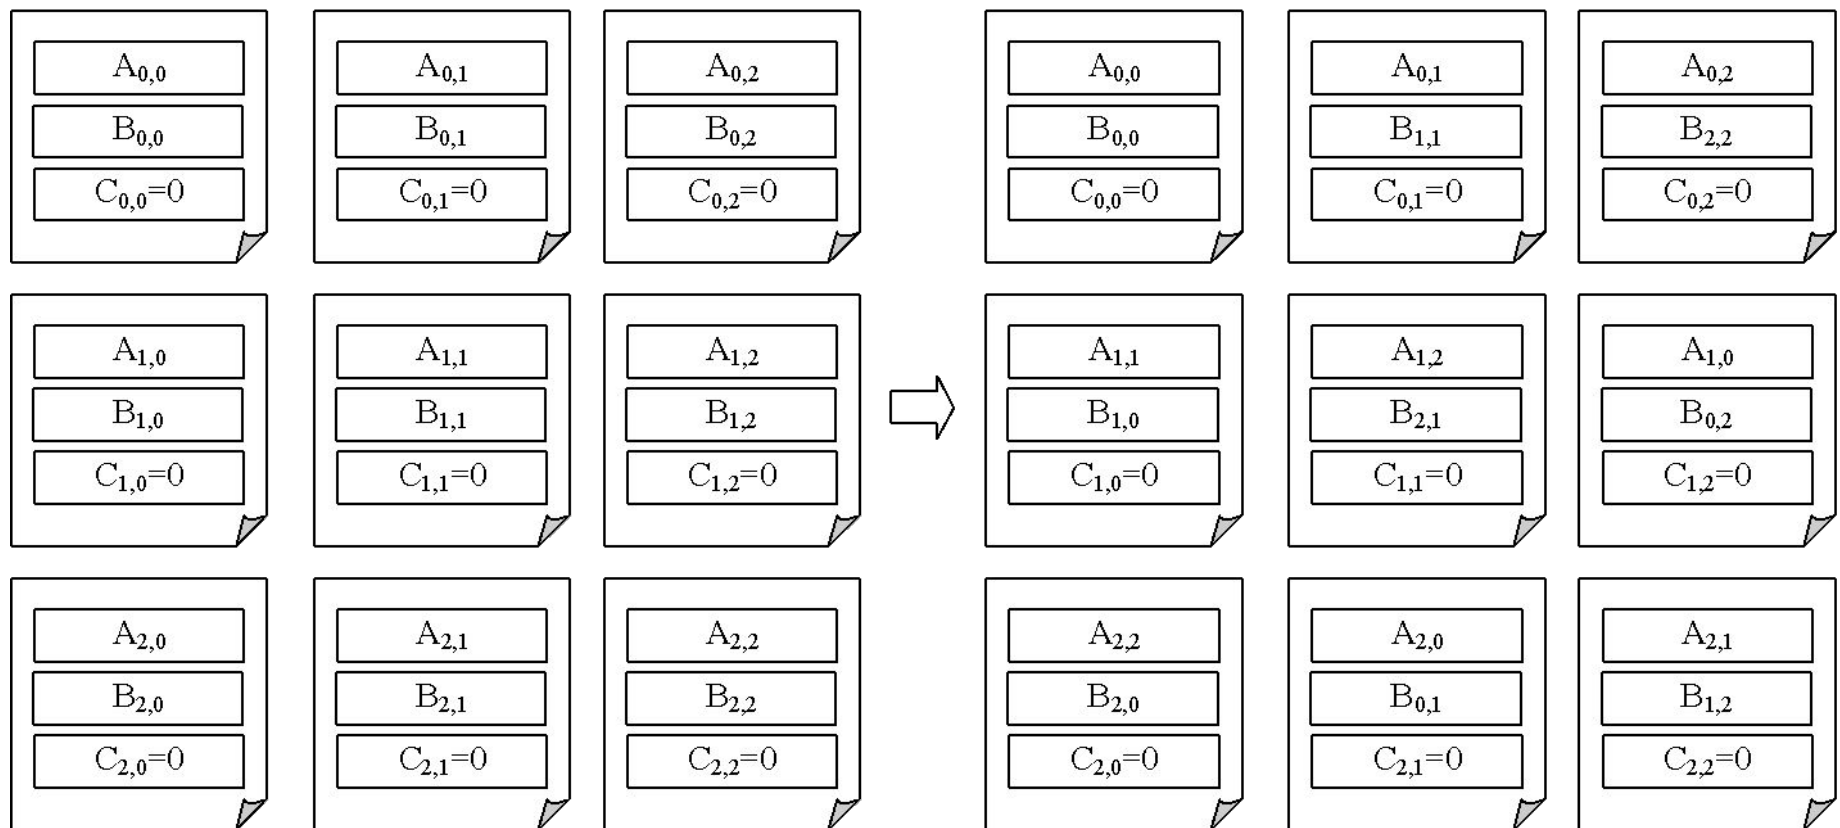 A0,0 A0,1 A0,2 A0,0 A0,1 A0,2
B0,0 B0,1 B0,2 B0,0 B1,1 B2,2
C0,0=0 C0,1=0 C0,2=0 C0,0=0 C0,1=0 C0,2=0
A1,0 A1,1 A1,2 A1,1 A1,2 A1,0
B1,0 B1,1 B1,2 B1,0 B2,1 B0,2
C1,0=0 C1,1=0 C1,2=0 C1,0=0 C1,1=0 C1,2=0
A2,0 A2,1 A2,2 A2,2 A2,0 A2,1
B2,0 B2,1 B2,2 B2,0 B0,1 B1,2
C2,0=0 C2,1=0 C2,2=0 C2,0=0 C2,1=0 C2,2=0